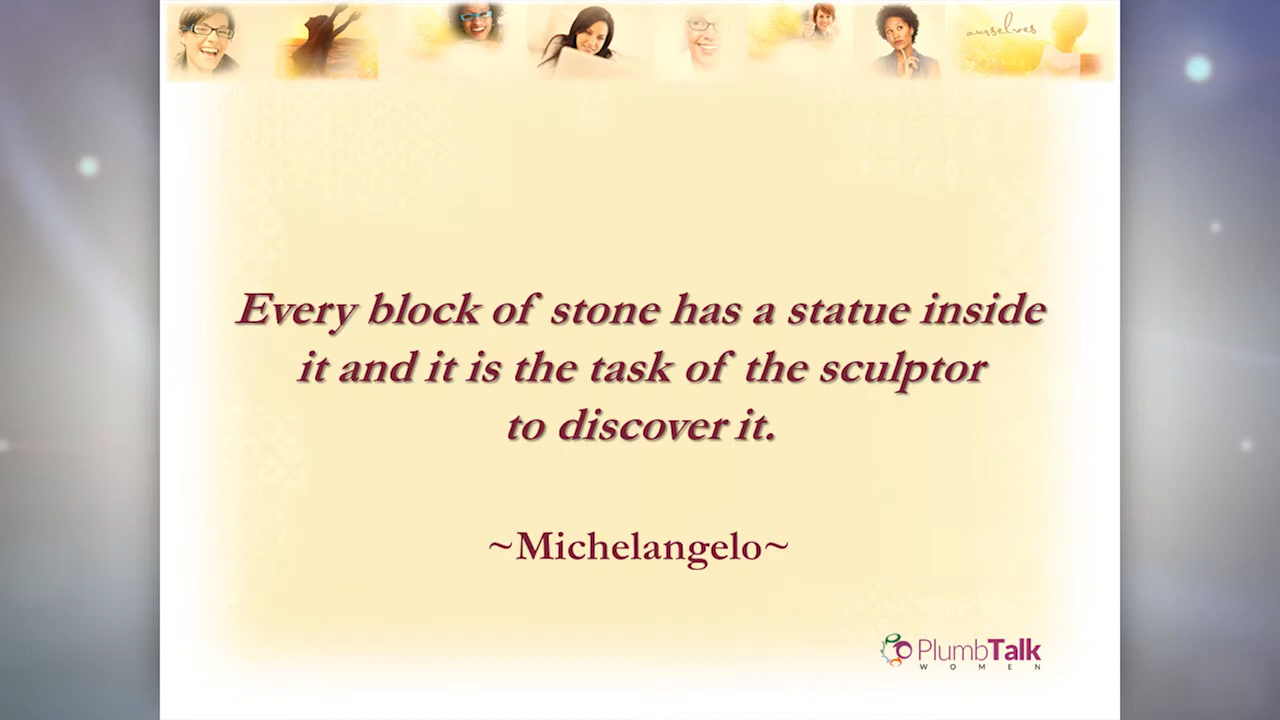 ourselves
Every block of stone has a statue inside
it and it is the task of the sculptor
to discover it.
~Michelangelo~
PlumbTalk
WOMEN